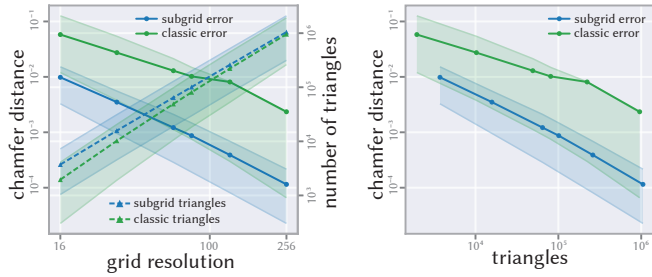 10⁻¹
10⁻²
10⁻³
10⁻⁴
chamfer distance
subgrid error
classic error
subgrid triangles
classic triangles
16
100
256
grid resolution
10⁶
10⁵
10⁴
10³
number of triangles
10⁻¹
10⁻²
10⁻³
10⁻⁴
chamfer distance
subgrid error
classic error
10⁴
10⁵
10⁶
triangles